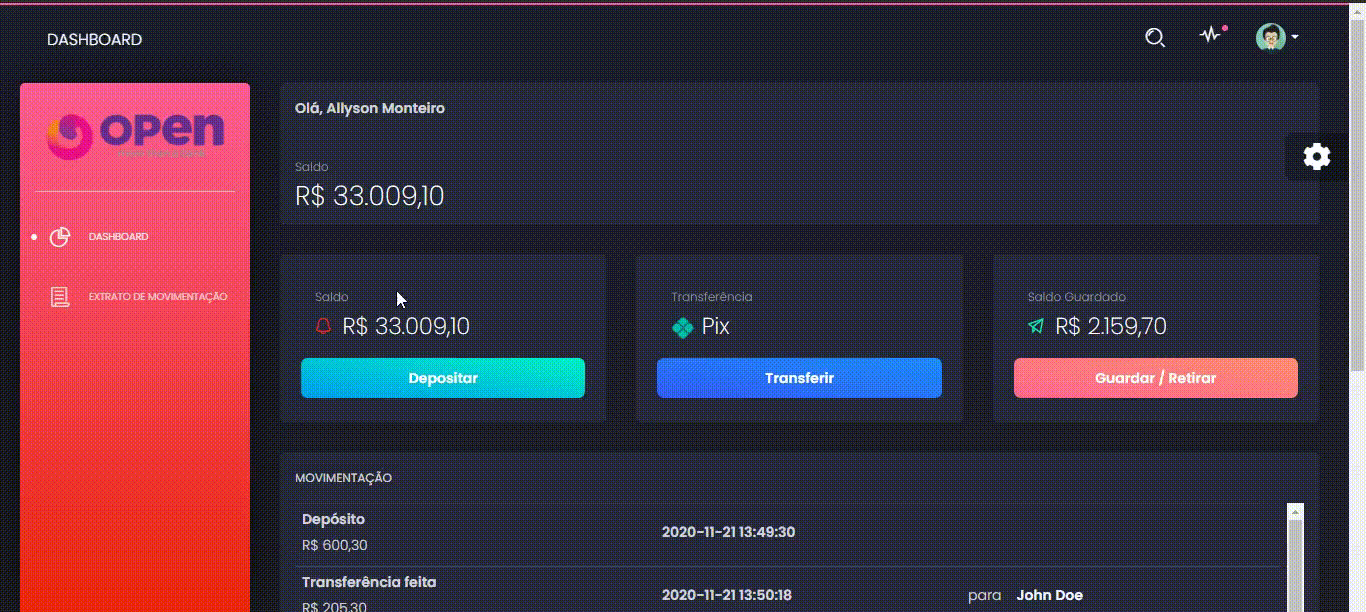 DASHBOARD
open
Olá, Allyson Monteiro
Saldo
R$ 33.009,10
DASHBOARD
EXTRATO DE MOVIMENTAÇÃO
Saldo
R$ 33.009,10
Depositar
Transferência
Pix
Transferir
Saldo Guardado
R$ 2.159,70
Guardar / Retirar
MOVIMENTAÇÃO
Depósito
R$ 600,30
2020-11-21 13:49:30
Transferência feita
R$ 205,30
2020-11-21 13:50:18
para John Doe